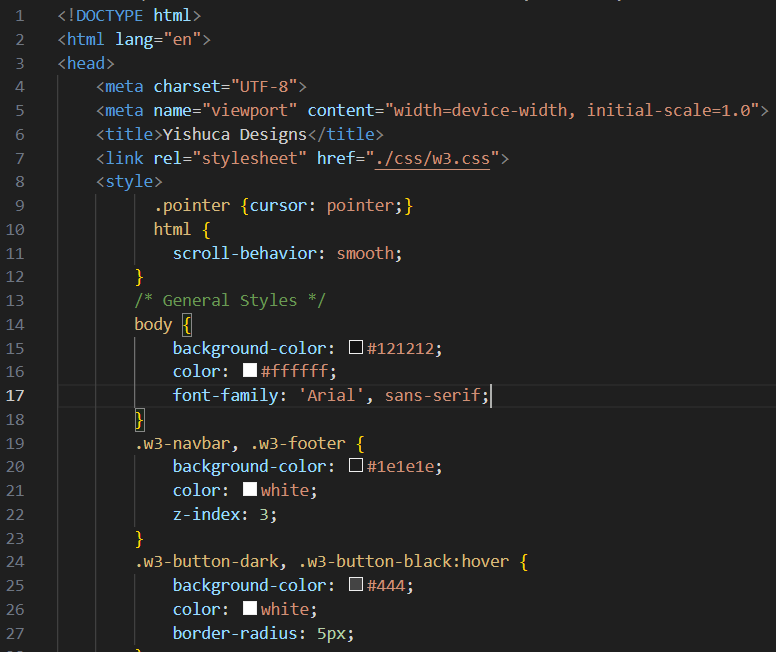 1 <!DOCTYPE html>
2 <html lang="en">
3 <head>
4 <meta charset="UTF-8">
5 <meta name="viewport" content="width=device-width, initial-scale=1.0">
6 <title>Yishuca Designs</title>
7 <link rel="stylesheet" href="./css/w3.css">
8 <style>
9 .pointer {cursor: pointer;}
10 html {
11 scroll-behavior: smooth;
12 }
13 /* General Styles */
14 body {
15 background-color: #121212;
16 color: #ffffff;
17 font-family: 'Arial', sans-serif;
18 }
19 .w3-navbar, .w3-footer {
20 background-color: #1e1e1e;
21 color: white;
22 z-index: 3;
23 }
24 .w3-button-dark, .w3-button-black:hover {
25 background-color: #444;
26 color: white;
27 border-radius: 5px;